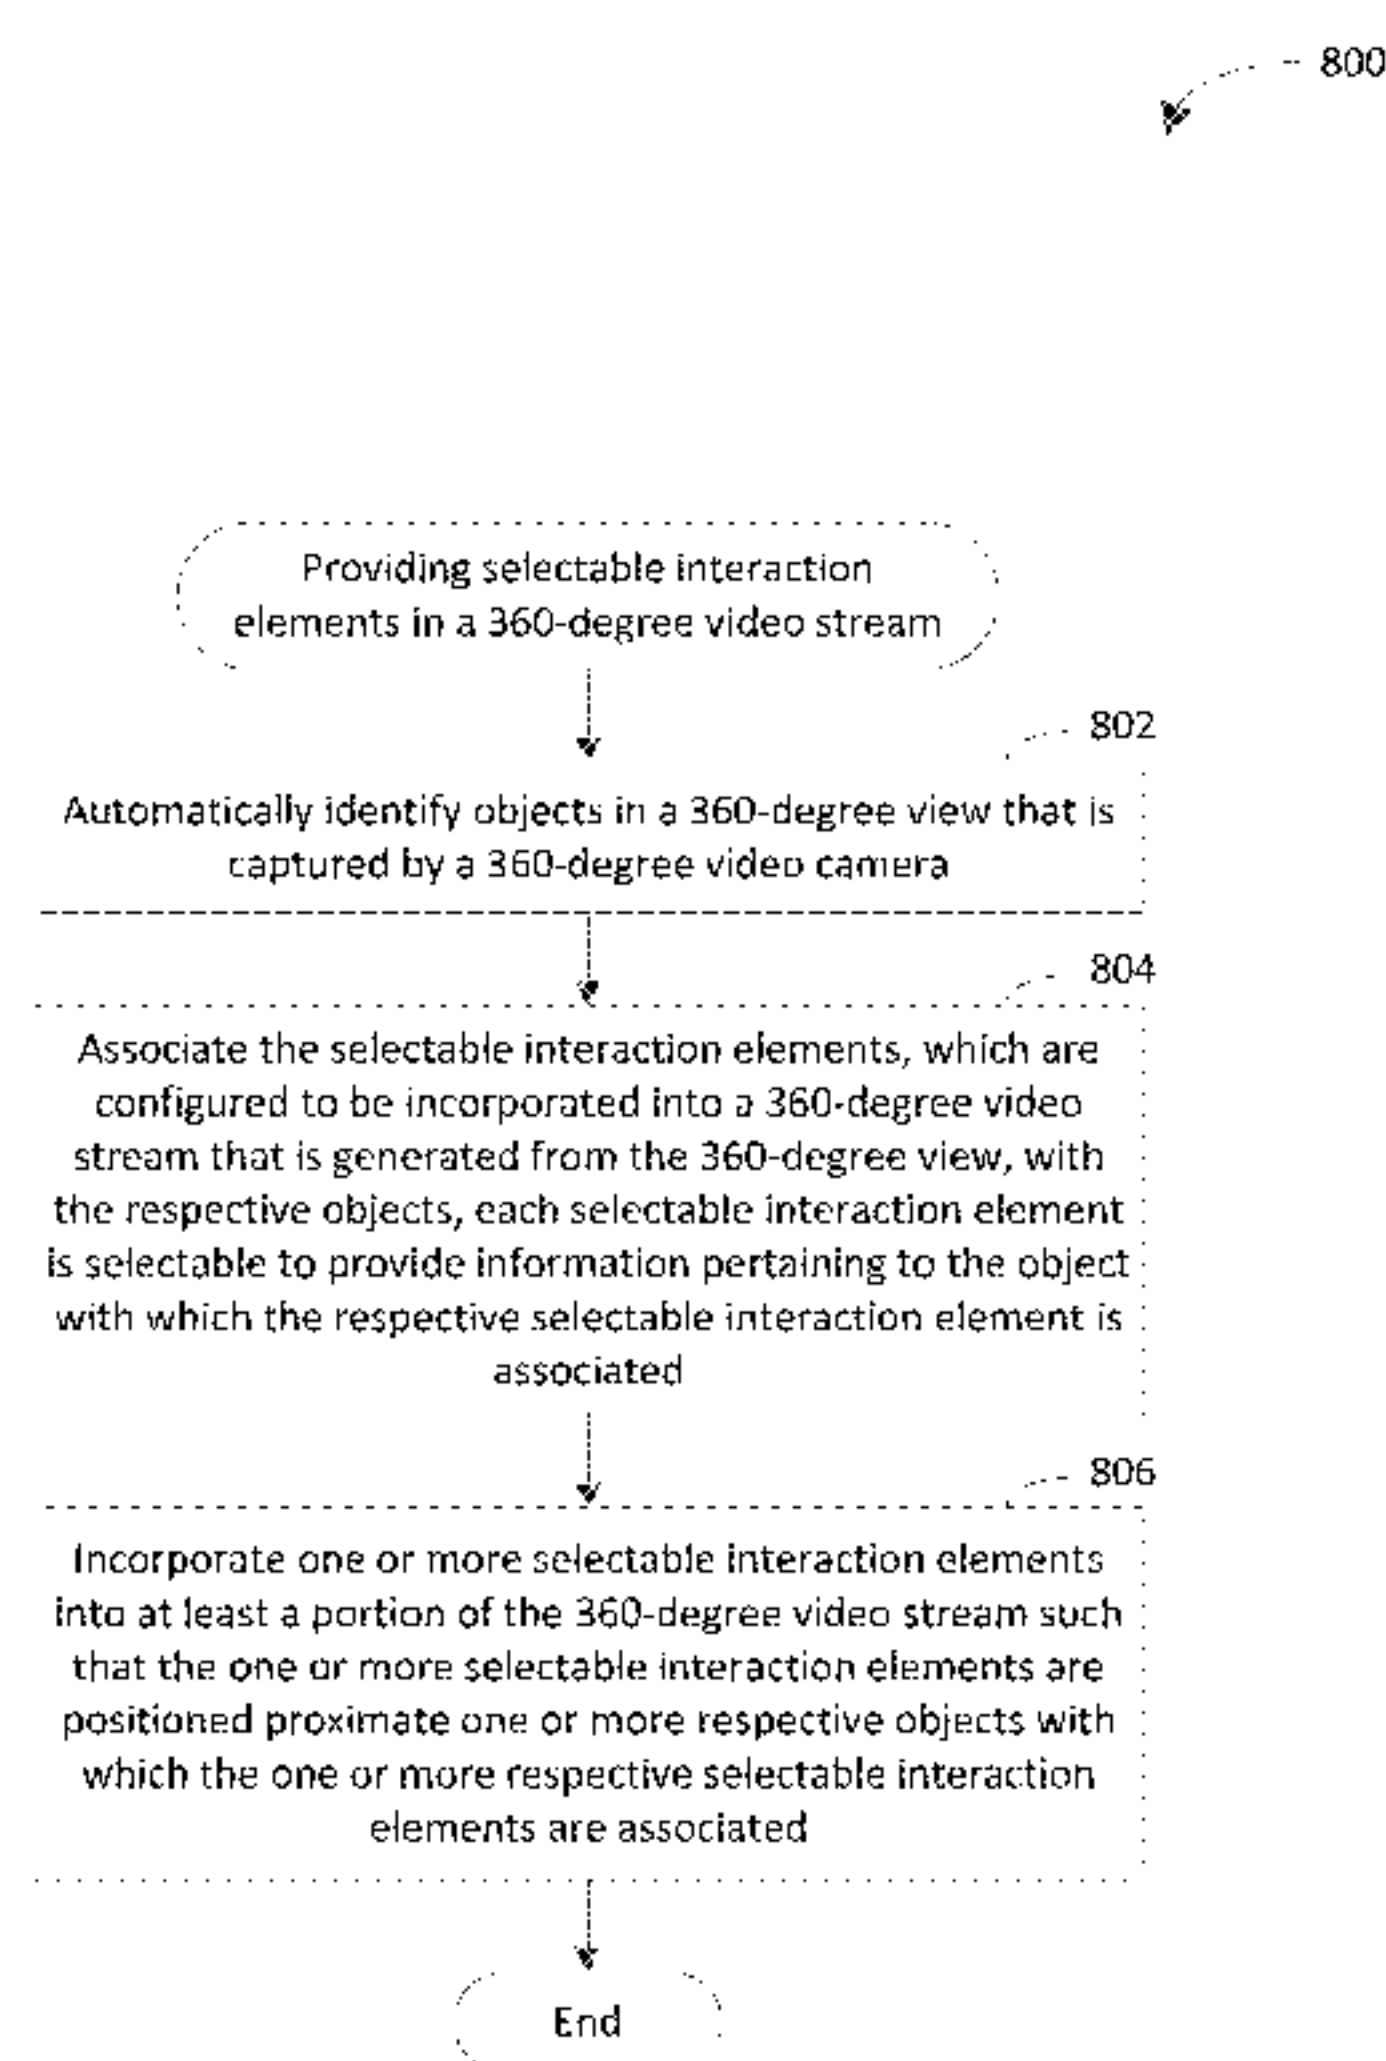 800
Providing selectable interaction
elements in a 360-degree video stream
802
Automatically identify objects in a 360-degree view that is
captured by a 360-degree video camera
804
Associate the selectable interaction elements, which are
configured to be incorporated into a 360-degree video
stream that is generated from the 360-degree view, with
the respective objects, each selectable interaction element
is selectable to provide information pertaining to the object
with which the respective selectable interaction element is
associated
806
Incorporate one or more selectable interaction elements
into at least a portion of the 360-degree video stream such
that the one or more selectable interaction elements are
positioned proximate one or more respective objects with
which the one or more respective selectable interaction
elements are associated
End